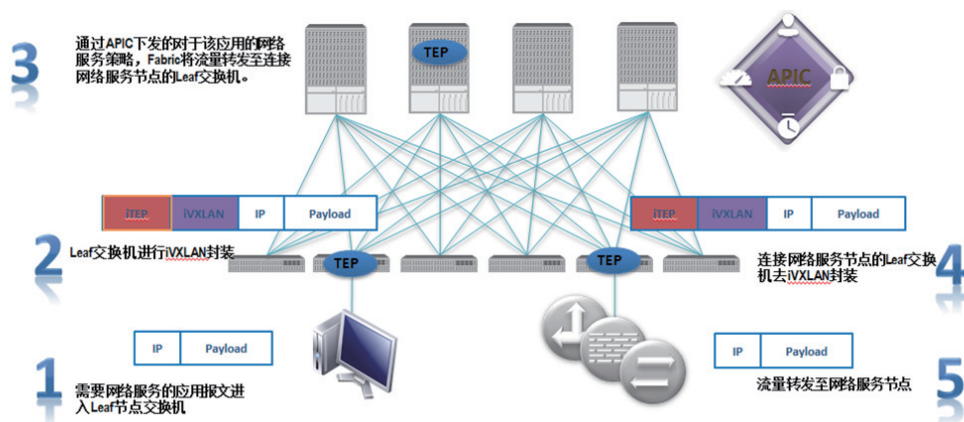 3
通过APIC下发的对于该应用的网络
服务策略，Fabric将流量转发至连接
网络服务节点的Leaf交换机。
TEP
APIC
iTEP iVXLAN IP Payload
iTEP iVXLAN IP Payload
2
Leaf交换机进行iVXLAN封装
TEP
TEP
连接网络服务节点的Leaf交换
机去iVXLAN封装
4
IP Payload
1
需要网络服务的应用报文进
入Leaf节点交换机
IP Payload
流量转发至网络服务节点
5